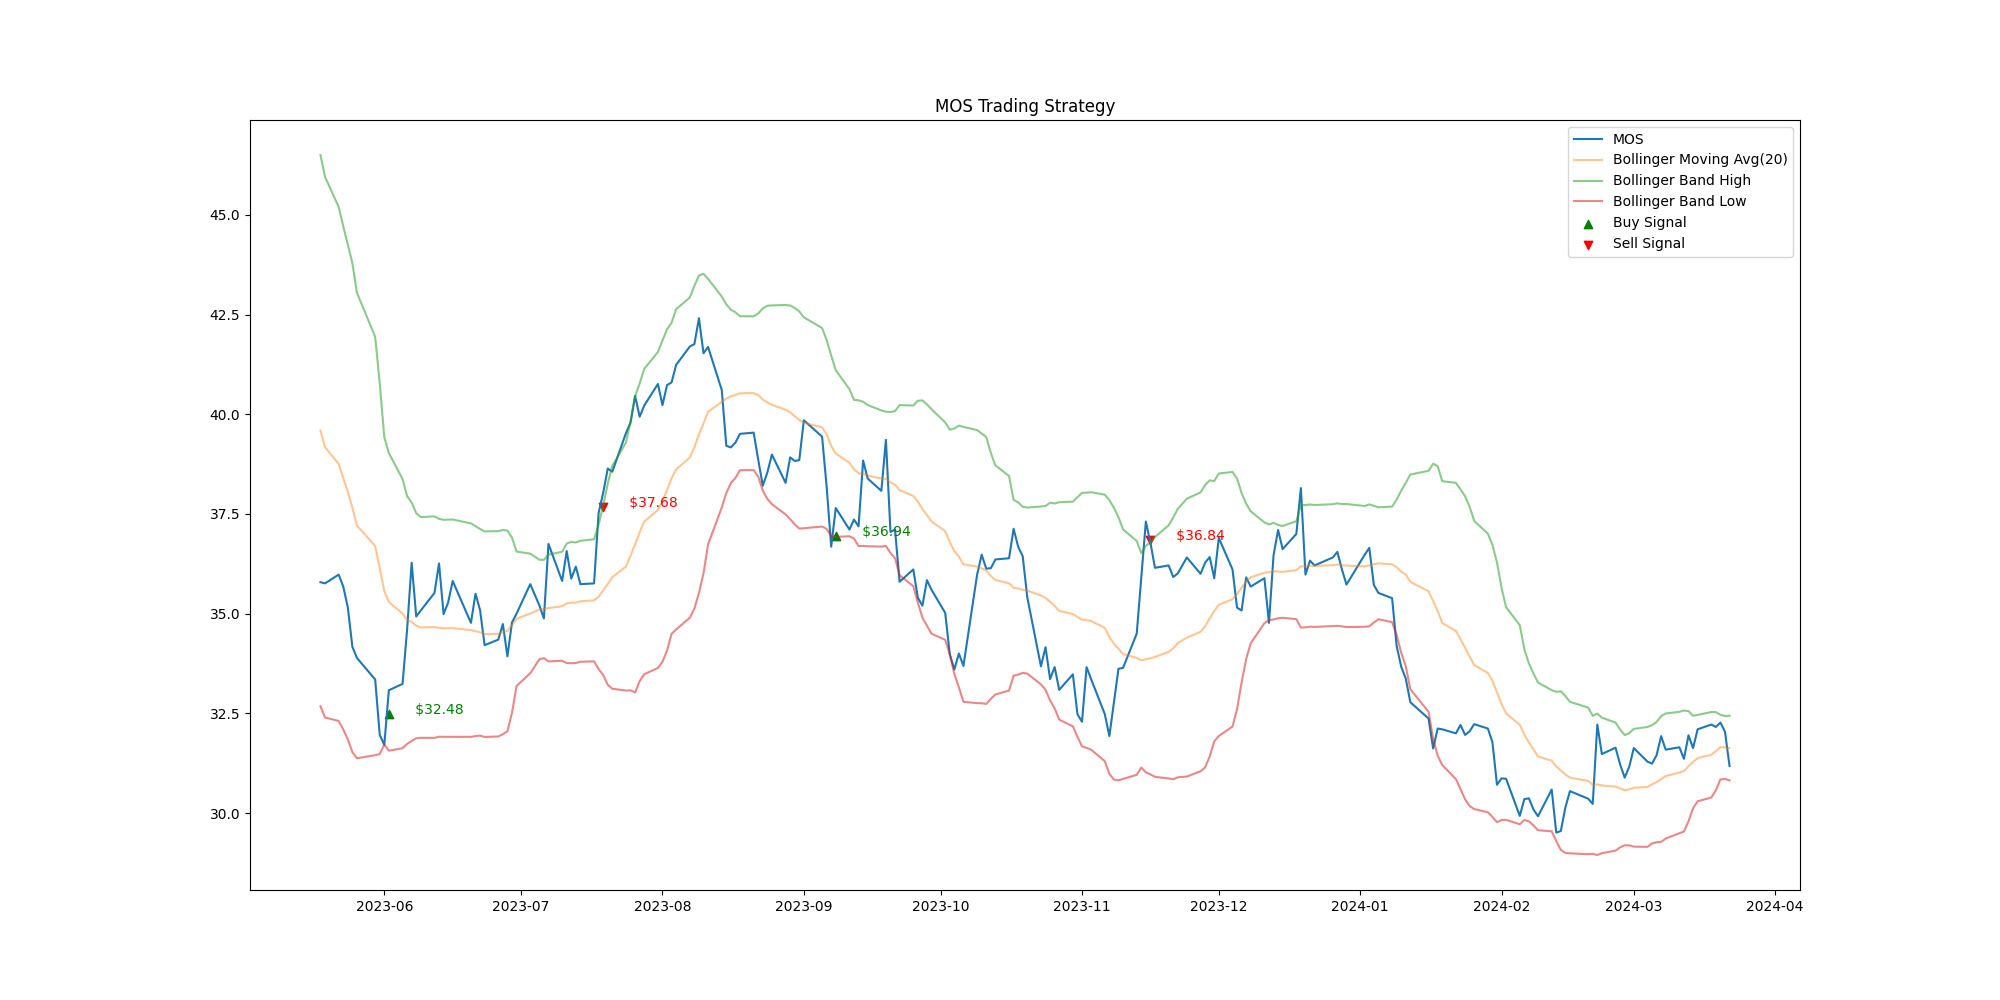 MOS Trading Strategy
MOS
Bollinger Moving Avg(20)
Bollinger Band High
Bollinger Band Low
Buy Signal
Sell Signal
45.0
42.5
40.0
37.5
35.0
32.5
30.0
$37.68
$36.94
$36.84
$32.48
2023-06 2023-07 2023-08 2023-09 2023-10 2023-11 2023-12 2024-01 2024-02 2024-03 2024-04